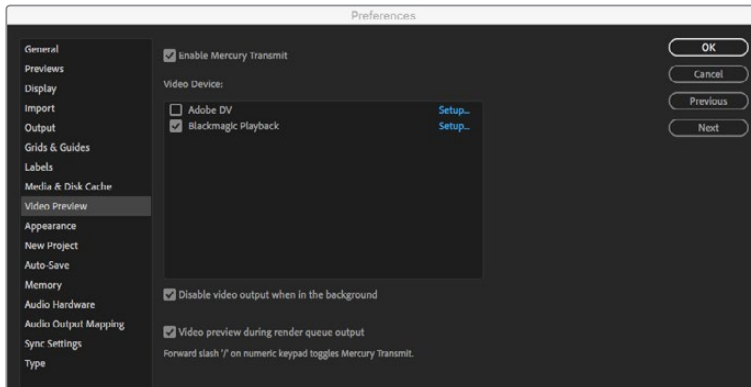 Preferences
General
Previews
Display
Import
Output
Grids & Guides
Labels
Media & Disk Cache
Video Preview
Appearance
New Project
Auto-Save
Memory
Audio Hardware
Audio Output Mapping
Sync Settings
Type
Enable Mercury Transmit
Video Device:
Adobe DV Setup...
Blackmagic Playback Setup...
Disable video output when in the background
Video preview during render queue output
Forward slash '/' on numeric keypad toggles Mercury Transmit.
OK
Cancel
Previous
Next